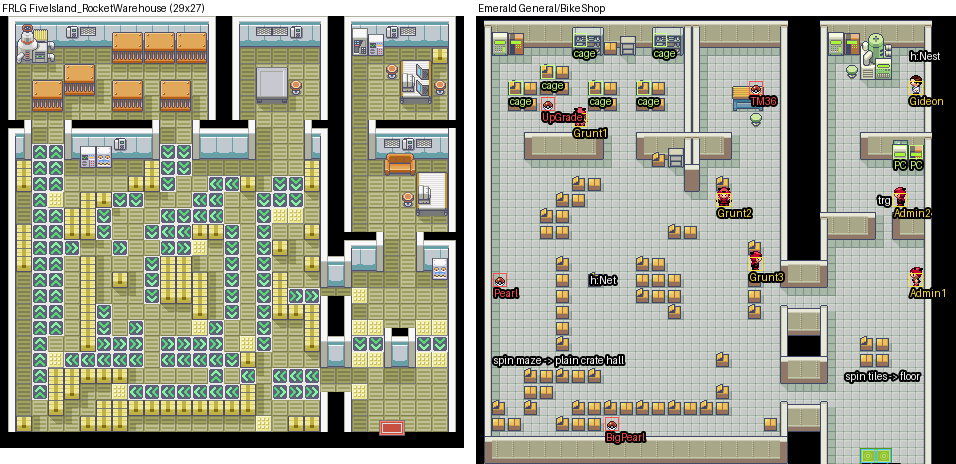 FRLG FiveIsland_RocketWarehouse (29x27)
Emerald General/BikeShop
cage
cage
h:Nest
cage
cage
cage
cage
TM36
Gideon
UpGrade
Grunt1
PC
PC
trg
Grunt2
Admin2
h:Net
Grunt3
Pearl
Admin1
spin maze-> plain crate hall
spin tiles-> floor
BigPearl